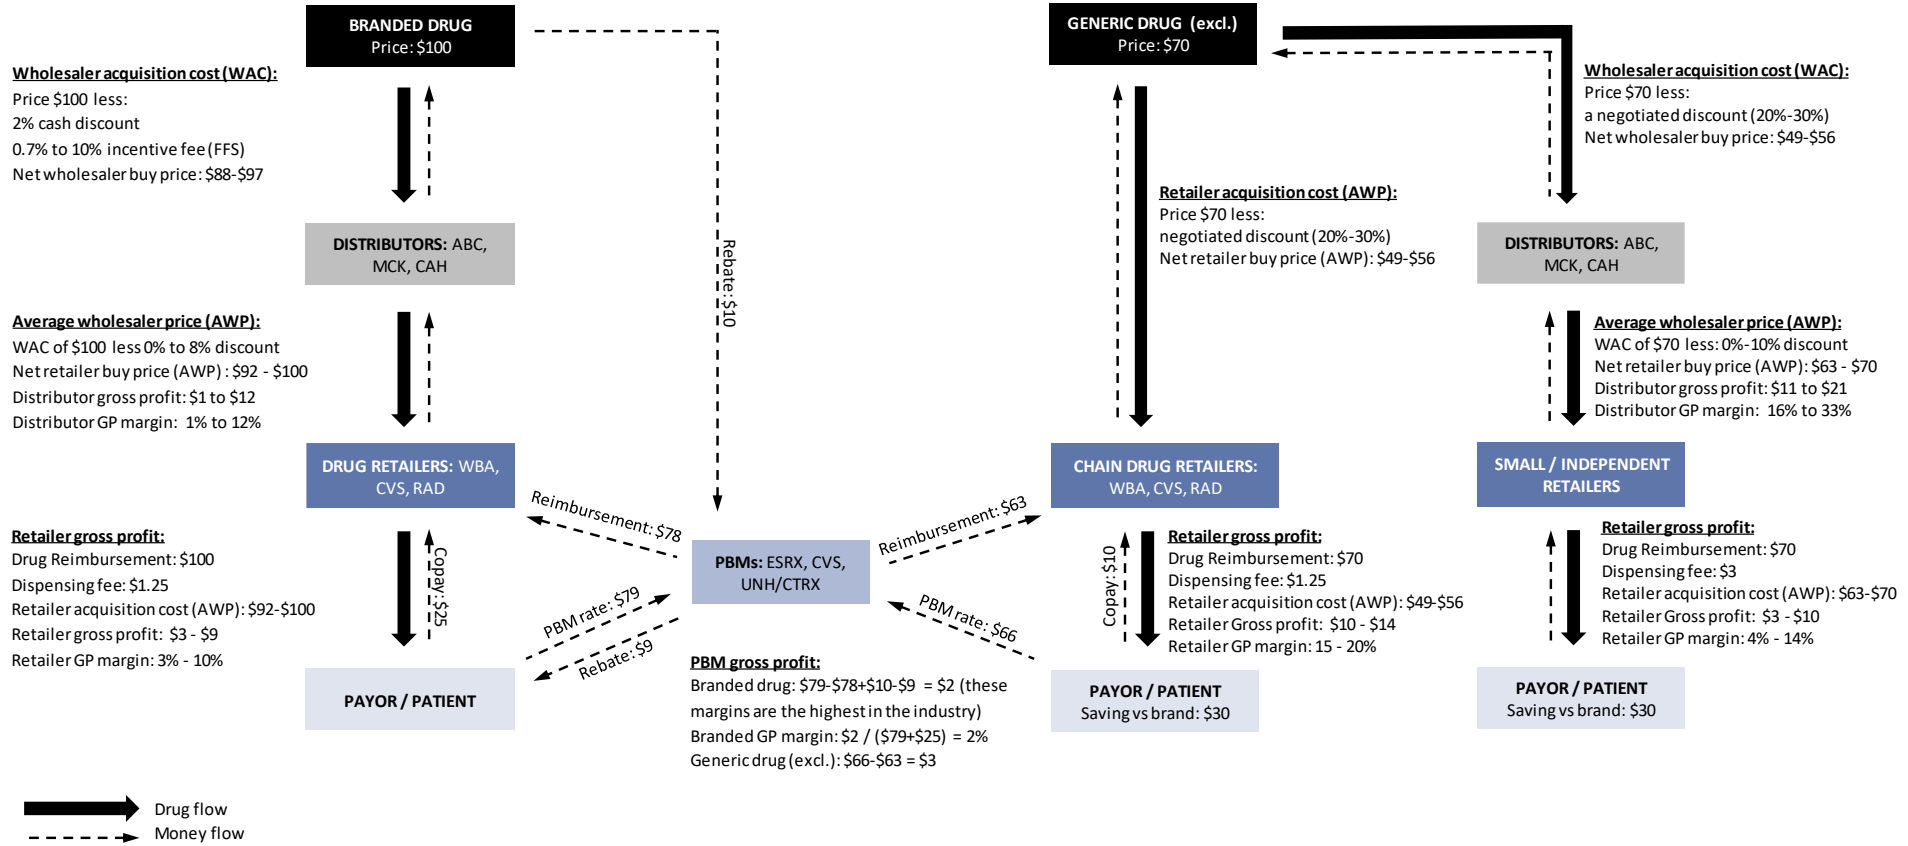 BRANDED DRUG
Price: $100
Wholesaler acquisition cost (WAC):
Price $100 less:
2% cash discount
0.7% to 10% incentive fee (FFS)
Net wholesaler buy price: $88-$97
DISTRIBUTORS: ABC,
MCK, CAH
Average wholesaler price (AWP):
WAC of $100 less 0% to 8% discount
Net retailer buy price (AWP) : $92 - $100
Distributor gross profit: $1 to $12
Distributor GP margin: 1% to 12%
DRUG RETAILERS: WBA,
CVS, RAD
Retailer gross profit:
Drug Reimbursement: $100
Dispensing fee: $1.25
Retailer acquisition cost (AWP): $92-$100
Retailer gross profit: $3 - $9
Retailer GP margin: 3% - 10%
Copay: $25
PAYOR / PATIENT
Rebate: $10
Reimbursement: $78
PBM rate: $79
Rebate: $9
PBMs: ESRX, CVS,
UNH/CTRX
Reimbursement: $63
PBM rate: $66
PBM gross profit:
Branded drug: $79-$78+$10-$9 = $2 (these
margins are the highest in the industry)
Branded GP margin: $2 / ($79+$25) = 2%
Generic drug (excl.): $66-$63 = $3
GENERIC DRUG (excl.)
Price: $70
Retailer acquisition cost (AWP):
Price $70 less:
negotiated discount (20%-30%)
Net retailer buy price (AWP): $49-$56
CHAIN DRUG RETAILERS:
WBA, CVS, RAD
Copay: $10
Retailer gross profit:
Drug Reimbursement: $70
Dispensing fee: $1.25
Retailer acquisition cost (AWP): $49-$56
Retailer Gross profit: $10 - $14
Retailer GP margin: 15 - 20%
PAYOR / PATIENT
Saving vs brand: $30
Wholesaler acquisition cost (WAC):
Price $70 less:
a negotiated discount (20%-30%)
Net wholesaler buy price: $49-$56
DISTRIBUTORS: ABC,
MCK, CAH
Average wholesaler price (AWP):
WAC of $70 less: 0%-10% discount
Net retailer buy price (AWP): $63 - $70
Distributor gross profit: $11 to $21
Distributor GP margin: 16% to 33%
SMALL / INDEPENDENT
RETAILERS
Retailer gross profit:
Drug Reimbursement: $70
Dispensing fee: $3
Retailer acquisition cost (AWP): $63-$70
Retailer Gross profit: $3 - $10
Retailer GP margin: 4% - 14%
PAYOR / PATIENT
Saving vs brand: $30
Drug flow
Money flow